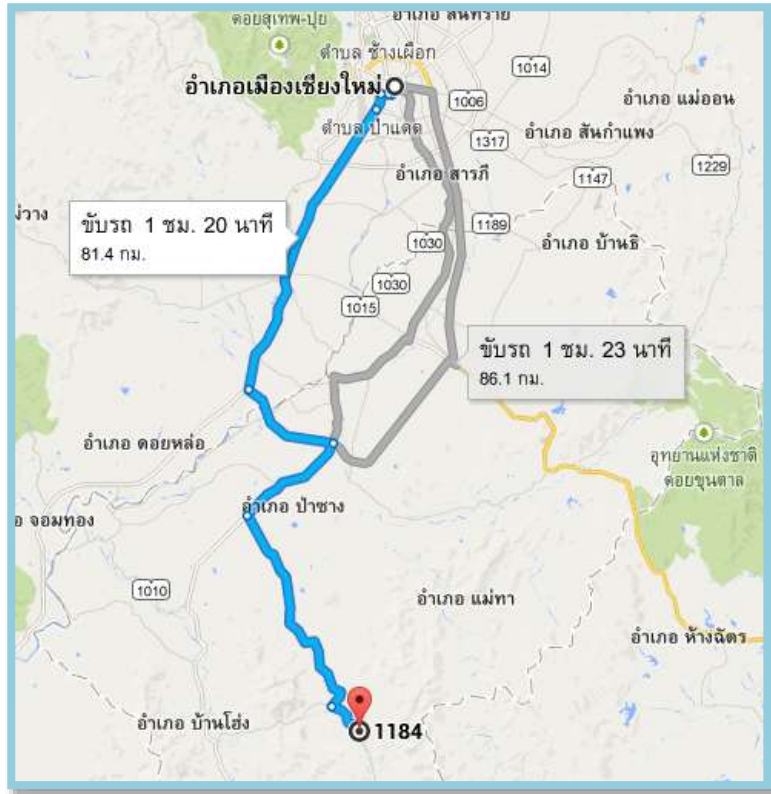 ดอยสุเทพ-ปุย
อำเภอ สันทราย
ตำบล ช้างเผือก
1014
อำเภอเมืองเชียงใหม่
1006
อำเภอ แม่ออน
ตำบล ป่าแดด
1317
อำเภอ สันกำแพง
อำเภอ สารภี
1147
1229
ขับรถ 1 ชม. 20 นาที
81.4 กม.
1189
1030
อำเภอ บ้านธิ
1030
1015
ขับรถ 1 ชม. 23 นาที
86.1 กม.
อำเภอ ดอยหล่อ
อุทยานแห่งชาติ
ดอยขุนตาล
อ จอมทอง
อำเภอ ป่าซาง
1010
อำเภอ แม่ทา
อำเภอ ห้างฉัตร
อำเภอ บ้านโฮ่ง
1184